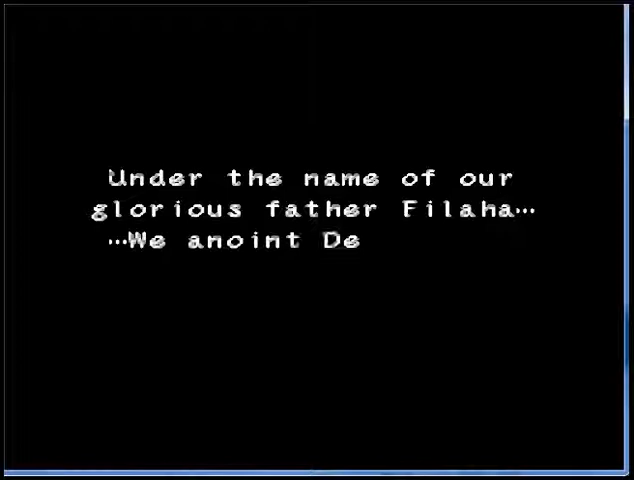 Under the name of our
glorious father Filaha…
…We anoint De